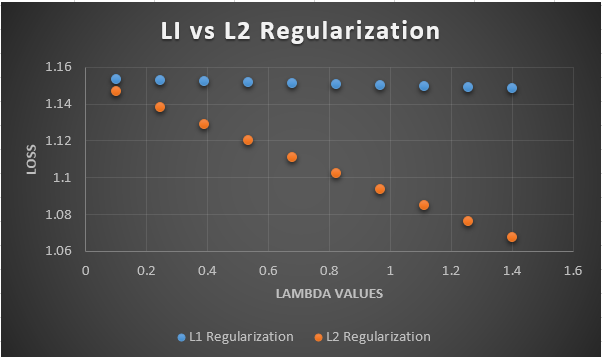 LI vs L2 Regularization
1.16
1.14
1.12
1.1
1.08
1.06
LOSS
0 0.2 0.4 0.6 0.8 1 1.2 1.4 1.6
LAMBDA VALUES
L1 Regularization L2 Regularization